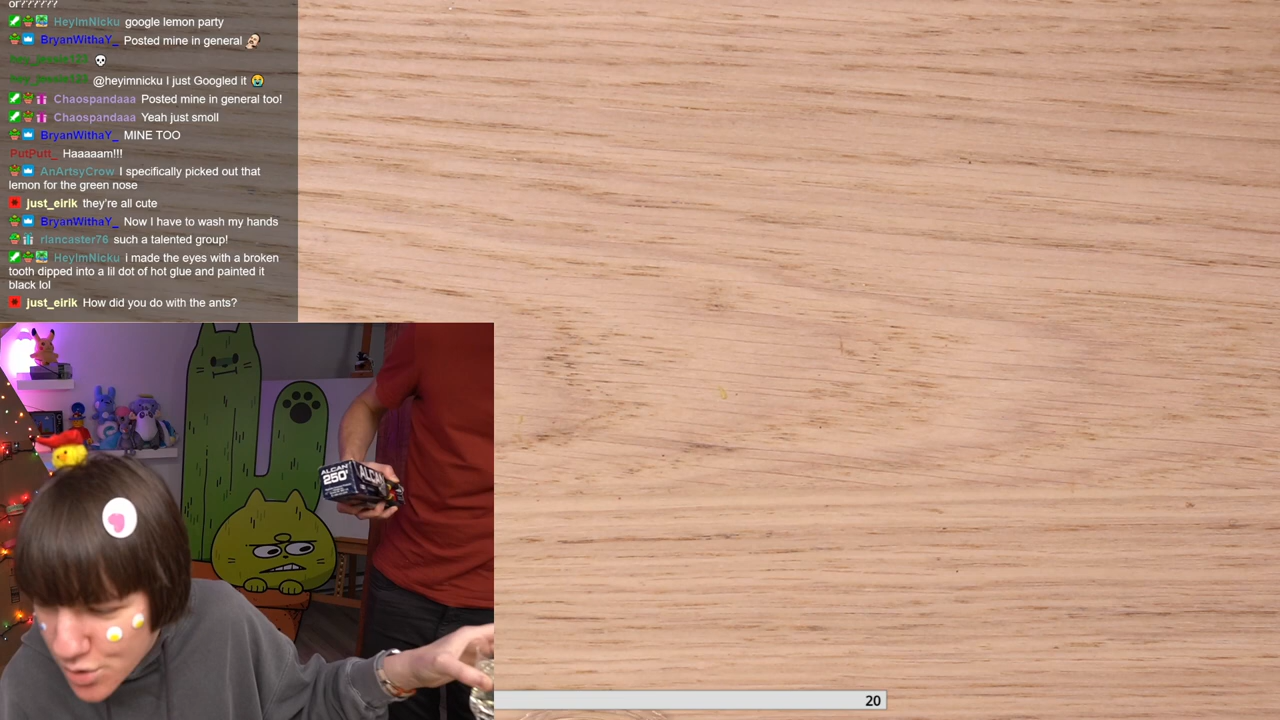 HeyImNicku google lemon party
BryanWithaY_ Posted mine in general
@heyimnicku I just Googled it
Chaospandaaa Posted mine in general too!
Chaospandaaa Yeah just smoll
BryanWithaY_ MINE TOO
PutPutt_ Haaaaam!!!
AnArtsyCrow I specifically picked out that
lemon for the green nose
just_eirik they're all cute
BryanWithaY_ Now I have to wash my hands
rlancaster76 such a talented group!
HeyImNicku i made the eyes with a broken
tooth dipped into a lil dot of hot glue and painted it
black lol
just_eirik How did you do with the ants?
ALCAN
250'
ALCAN
20